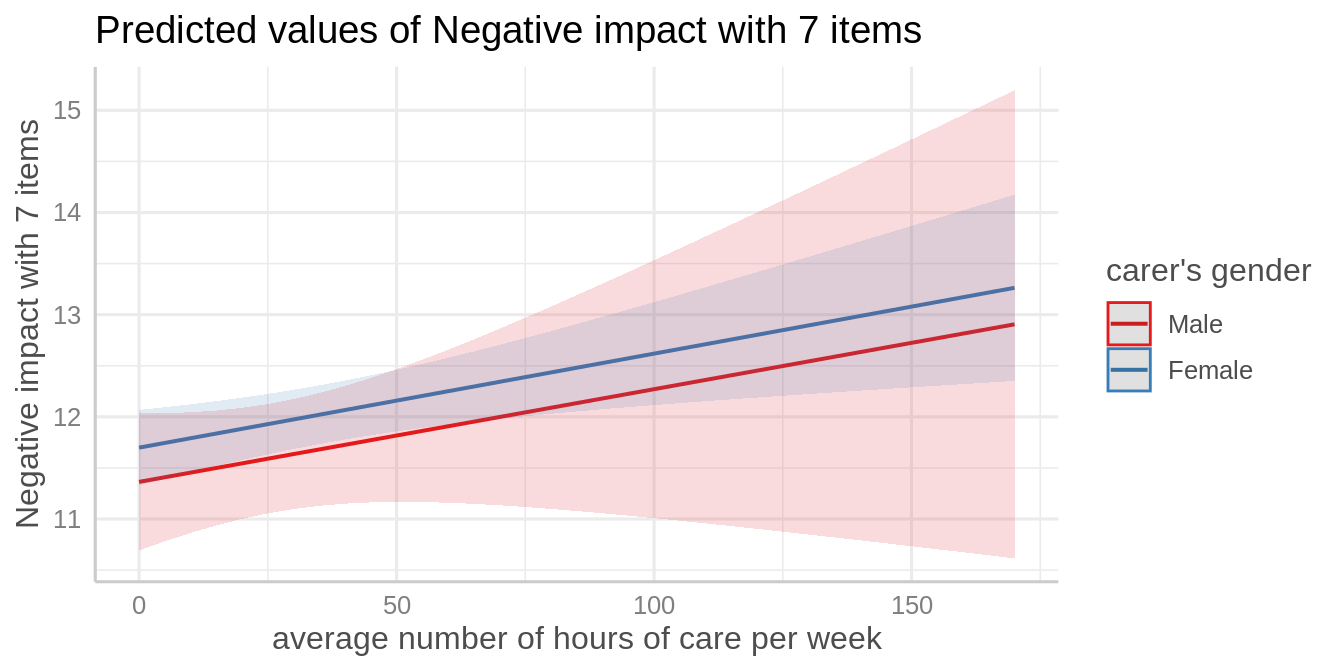 Predicted values of Negative impact with 7 items
Negative impact with 7 items
15
14
13
12
11
0
50
100
150
average number of hours of care per week
carer's gender
Male
Female